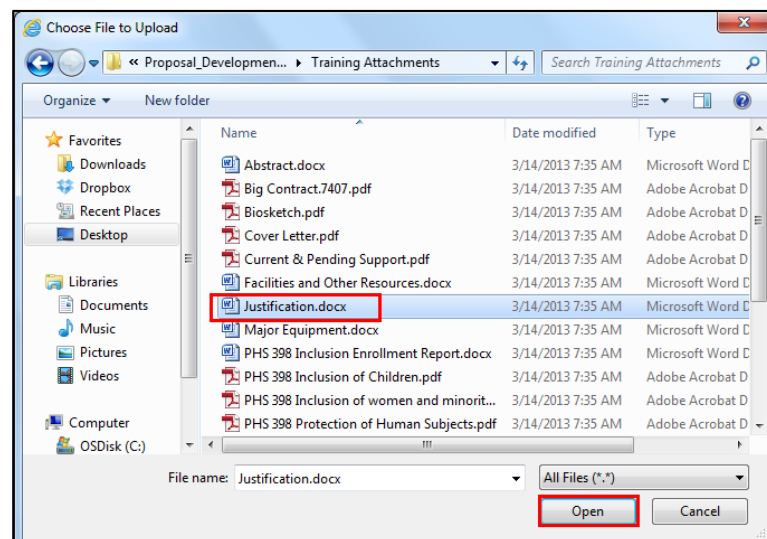 Choose File to Upload
« Proposal_Developmen... Training Attachments
Search Training Attachments
Organize New folder
Favorites
Downloads
Dropbox
Recent Places
Desktop
Libraries
Documents
Music
Pictures
Videos
Computer
OSDisk (C:)
Name Date modified Type
Abstract.docx 3/14/2013 7:35 AM Microsoft Word D
Big Contract.7407.pdf 3/14/2013 7:35 AM Adobe Acrobat D
Biosketch.pdf 3/14/2013 7:35 AM Adobe Acrobat D
Cover Letter.pdf 3/14/2013 7:35 AM Adobe Acrobat D
Current & Pending Support.pdf 3/14/2013 7:35 AM Adobe Acrobat D
Facilities and Other Resources.docx 3/14/2013 7:35 AM Microsoft Word D
Justification.docx 3/14/2013 7:35 AM Microsoft Word D
Major Equipment.docx 3/14/2013 7:35 AM Microsoft Word D
PHS 398 Inclusion Enrollment Report.docx 3/14/2013 7:35 AM Microsoft Word D
PHS 398 Inclusion of Children.pdf 3/14/2013 7:35 AM Adobe Acrobat D
PHS 398 Inclusion of women and minorit... 3/14/2013 7:35 AM Adobe Acrobat D
PHS 398 Protection of Human Subjects.pdf 3/14/2013 7:35 AM Adobe Acrobat D
File name: Justification.docx All Files (*.*)
Open Cancel